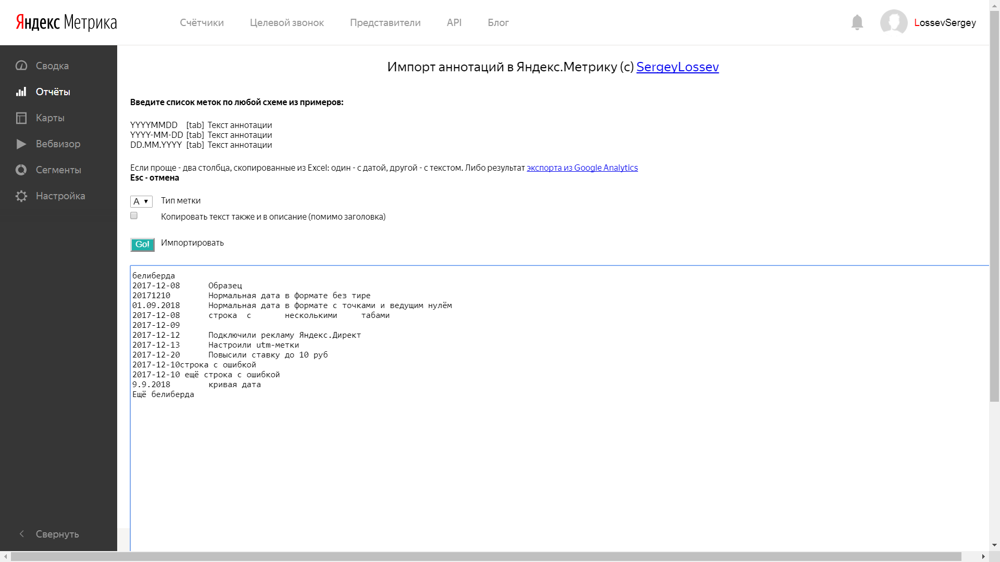 Яндекс Метрика
Счётчики Целевой звонок Представители API Блог
LossevSergey
Сводка
Отчёты
Карты
Вебвизор
Сегменты
Настройка
Свернуть
Импорт аннотаций в Яндекс.Метрику (c) SergeyLossev
Введите список меток по любой схеме из примеров:
YYYYMMDD [tab] Текст аннотации
YYYY-MM-DD [tab] Текст аннотации
DD.MM.YYYY [tab] Текст аннотации
Если проще - два столбца, скопированные из Excel: один - с датой, другой - с текстом. Либо результат экспорта из Google Analytics
Esc - отмена
A ▼ Тип метки
Копировать текст также и в описание (помимо заголовка)
Go! Импортировать
белиберда
2017-12-08 Образец
20171210 Нормальная дата в формате без тире
01.09.2018 Нормальная дата в формате с точками и ведущим нулём
2017-12-08 строка с несколькими табами
2017-12-09
2017-12-12 Подключили рекламу Яндекс.Директ
2017-12-13 Настроили utm-метки
2017-12-20 Повысили ставку до 10 руб
2017-12-10строка с ошибкой
2017-12-10 ещё строка с ошибкой
9.9.2018 кривая дата
Ещё белиберда